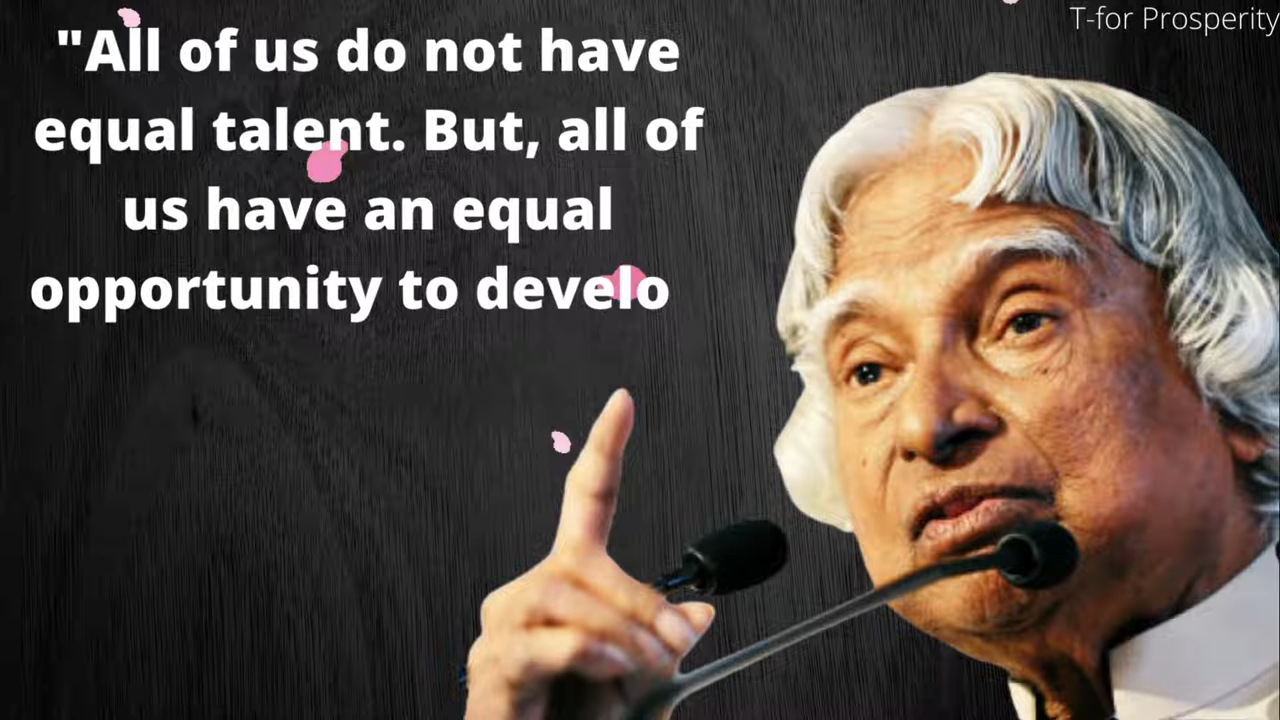 T-for Prosperity
"All of us do not have
equal talent. But, all of
us have an equal
opportunity to develo